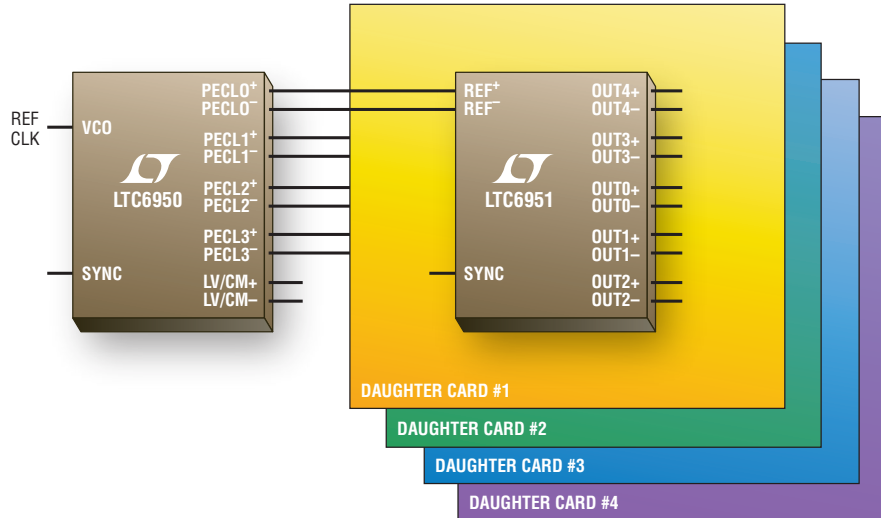 REF
CLK
VCO
SYNC
LTC6950
PECL0+
PECL0–
PECL1+
PECL1–
PECL2+
PECL2–
PECL3+
PECL3–
LV/CM+
LV/CM–
REF+
REF–
SYNC
LTC6951
OUT4+
OUT4–
OUT3+
OUT3–
OUT0+
OUT0–
OUT1+
OUT1–
OUT2+
OUT2–
DAUGHTER CARD #1
DAUGHTER CARD #2
DAUGHTER CARD #3
DAUGHTER CARD #4